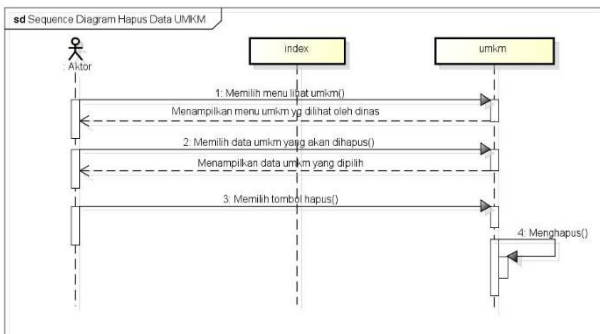 sd Sequence Diagram Hapus Data UMKM
: Aktor
index
umkm
1: Memilih menu lihat umkm()
Menampilkan menu umkm yg dilihat oleh dinas
2: Memilih data umkm yang akan dihapus()
Menampilkan data umkm yang dipilih
3: Memilih tombol hapus()
4: Menghapus()